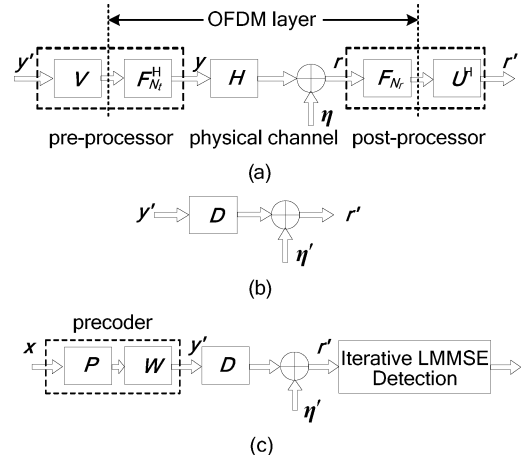 OFDM layer
y' V F_{N_t}^H y H r F_{N_r} U^H r'
η
pre-processor physical channel post-processor
(a)
y' D r'
η'
(b)
precoder
x P W y' D r' Iterative LMMSE
Detection
η'
(c)